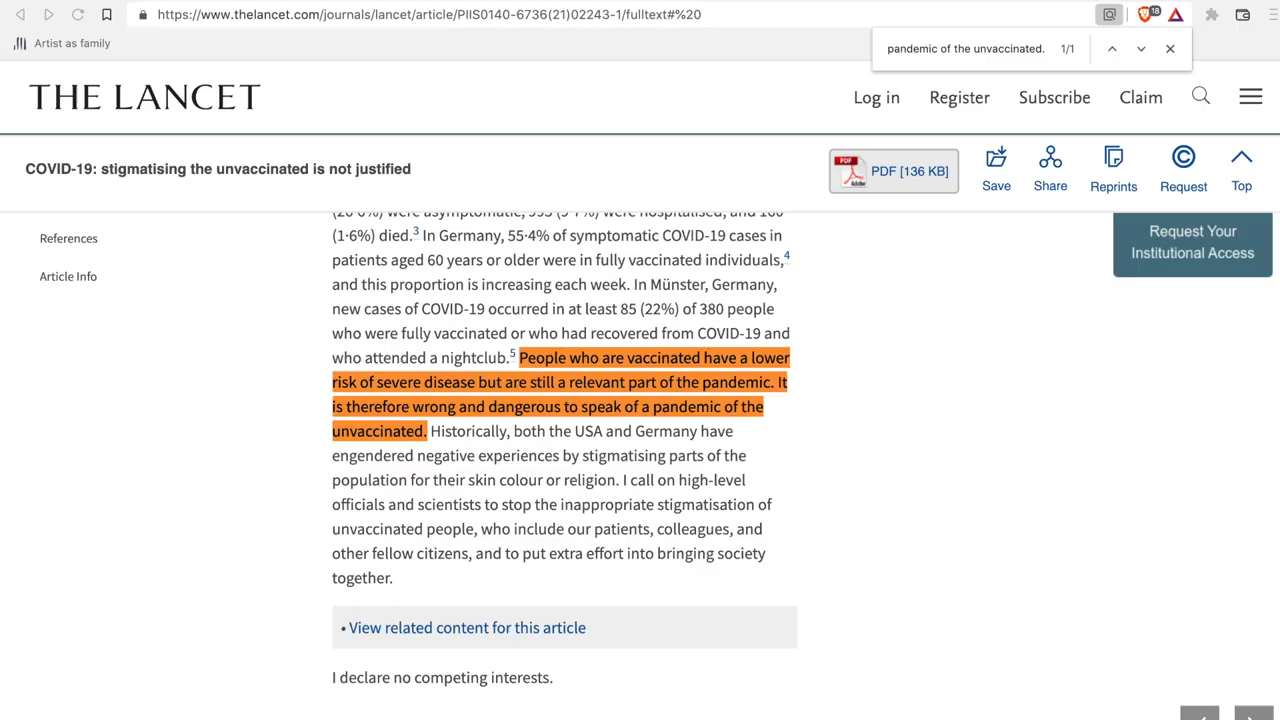 https://www.thelancet.com/journals/lancet/article/PIIS0140-6736(21)02243-1/fulltext#%20
18
Artist as family
pandemic of the unvaccinated. 1/1
THE LANCET
Log in Register Subscribe Claim
COVID-19: stigmatising the unvaccinated is not justified
PDF Adobe PDF [136 KB]
Save Share Reprints Request Top
References
Article Info
Request Your
Institutional Access
(1·6%) died.3 In Germany, 55·4% of symptomatic COVID-19 cases in
patients aged 60 years or older were in fully vaccinated individuals,4
and this proportion is increasing each week. In Münster, Germany,
new cases of COVID-19 occurred in at least 85 (22%) of 380 people
who were fully vaccinated or who had recovered from COVID-19 and
who attended a nightclub.5 People who are vaccinated have a lower
risk of severe disease but are still a relevant part of the pandemic. It
is therefore wrong and dangerous to speak of a pandemic of the
unvaccinated. Historically, both the USA and Germany have
engendered negative experiences by stigmatising parts of the
population for their skin colour or religion. I call on high-level
officials and scientists to stop the inappropriate stigmatisation of
unvaccinated people, who include our patients, colleagues, and
other fellow citizens, and to put extra effort into bringing society
together.
• View related content for this article
I declare no competing interests.